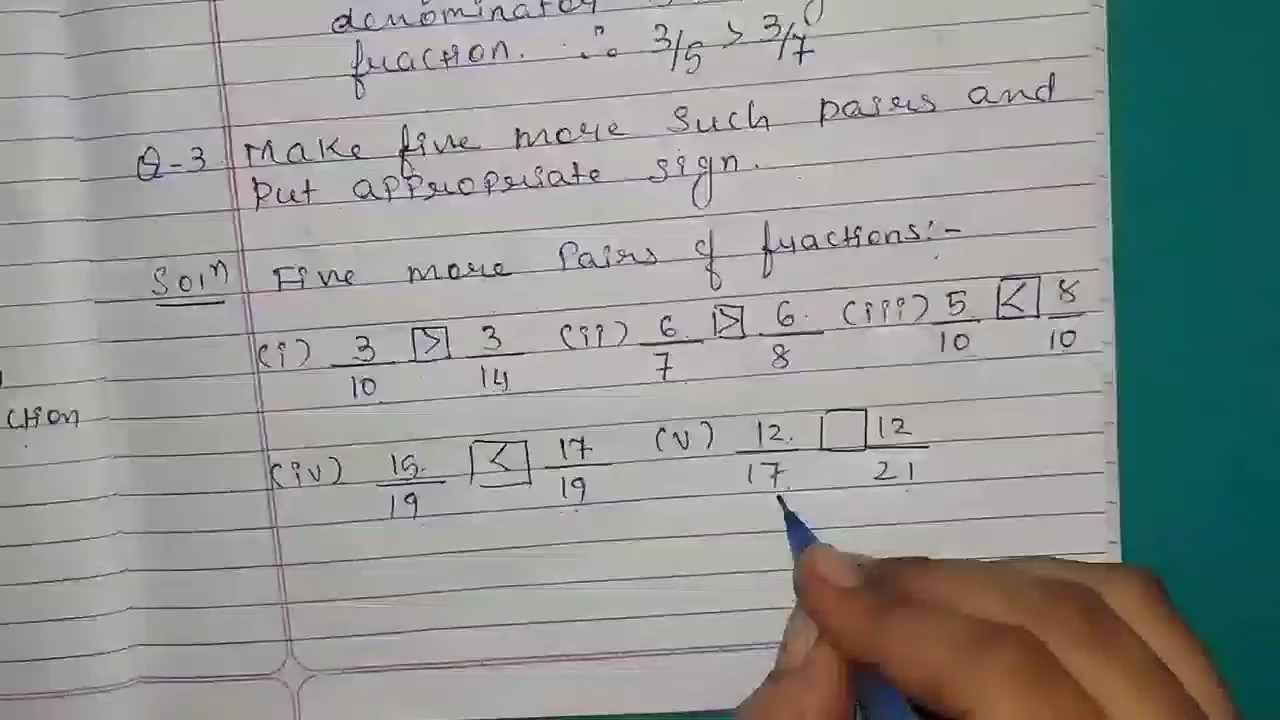 denominator
fraction. ∴ 3/5 > 3/7
Q-3 Make five more such pairs and
put appropriate sign.
Soln Five more Pairs of fractions:-
(i) 3/10 > 3/14 (ii) 6/7 > 6/8 (iii) 5/10 < 8/10
ction
(iv) 15/19 < 17/19 (v) 12/17 □ 12/21